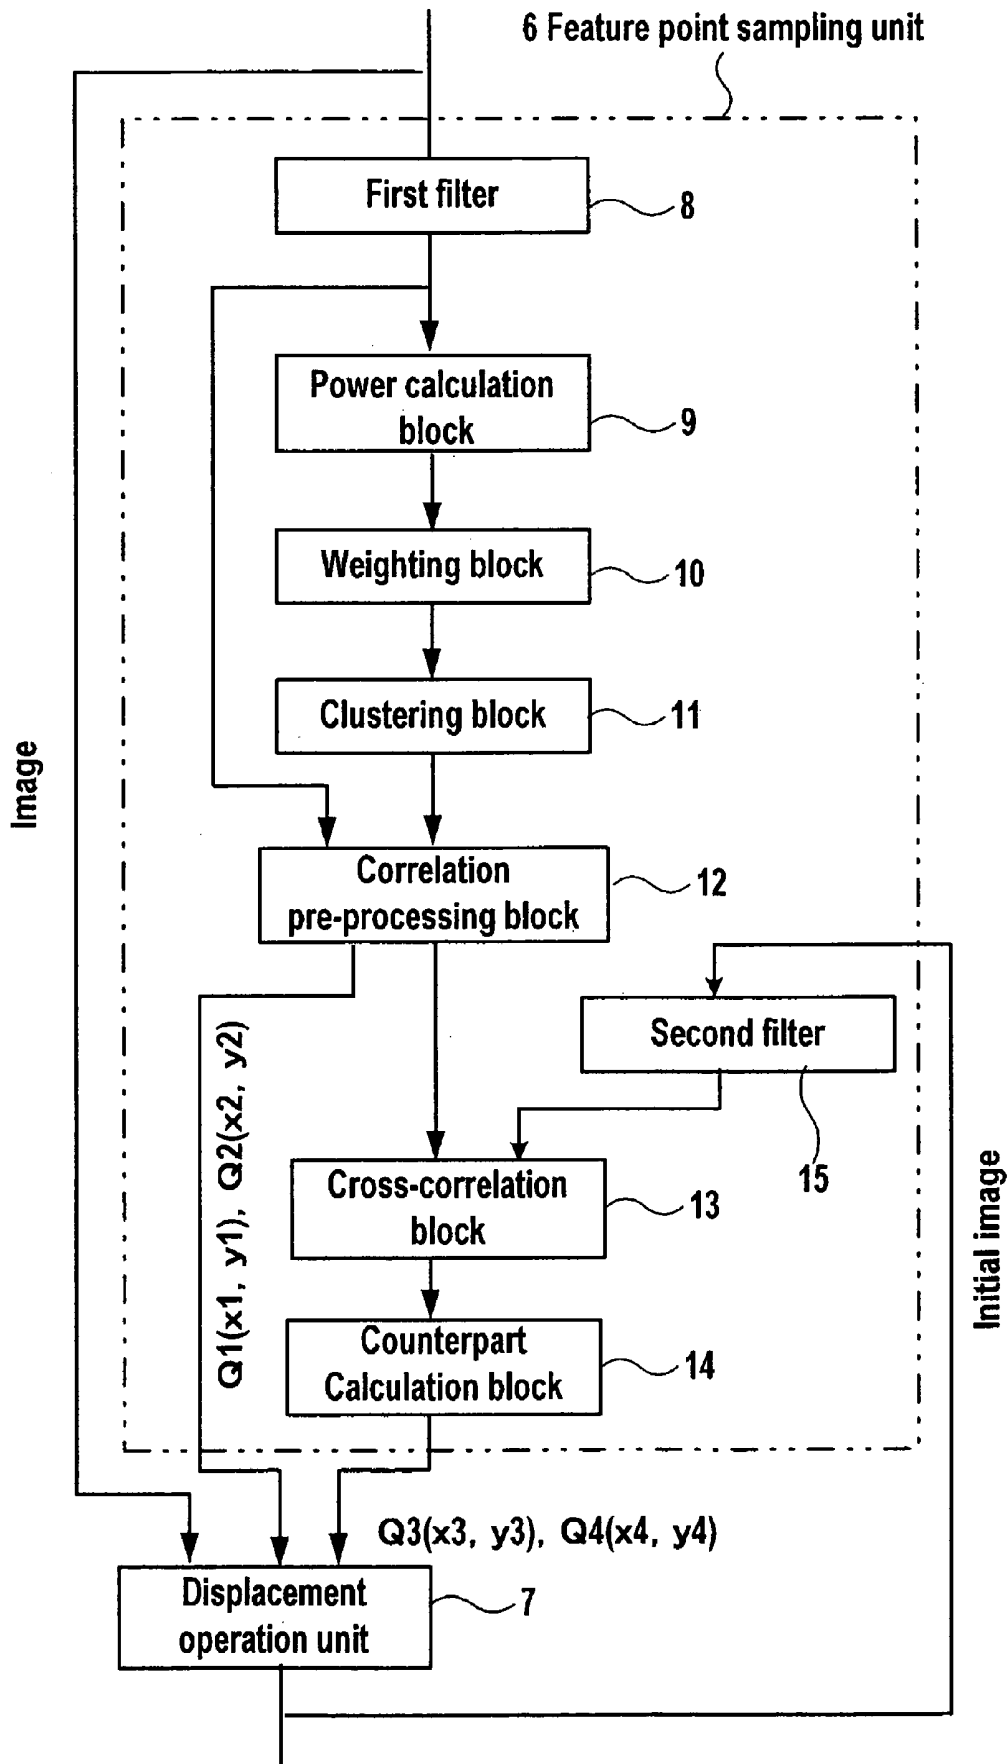 6 Feature point sampling unit
First filter
8
Power calculation
block
9
Weighting block
10
Clustering block
11
Image
Correlation
pre-processing block
12
Second filter
15
Q1(x1, y1), Q2(x2, y2)
Cross-correlation
block
13
Initial image
Counterpart
Calculation block
14
Q3(x3, y3), Q4(x4, y4)
Displacement
operation unit
7